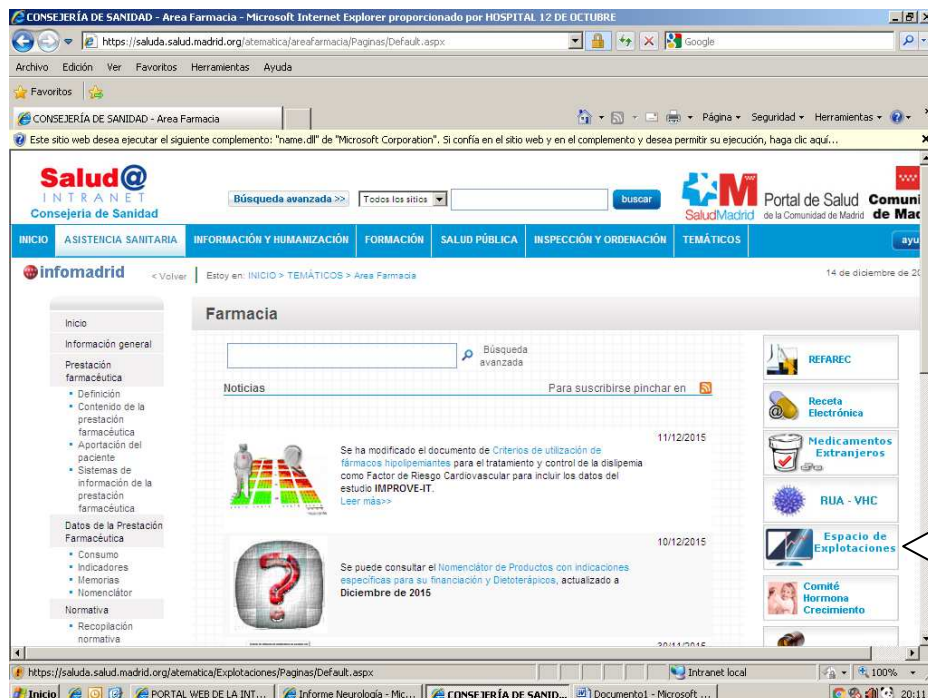 CONSEJERÍA DE SANIDAD - Area Farmacia - Microsoft Internet Explorer proporcionado por HOSPITAL 12 DE OCTUBRE
https://saluda.salud.madrid.org/atematica/areafarmacia/Paginas/Default.aspx
Google
Archivo Edición Ver Favoritos Herramientas Ayuda
Favoritos
CONSEJERÍA DE SANIDAD - Area Farmacia
Página Seguridad Herramientas
Este sitio web desea ejecutar el siguiente complemento: "name.dll" de "Microsoft Corporation". Si confía en el sitio web y en el complemento y desea permitir su ejecución, haga clic aquí...
Salud@
INTRANET
Consejeria de Sanidad
Búsqueda avanzada >>
Todos los sitios
buscar
SaludMadrid
Portal de Salud
de la Comunidad de Madrid
Comuni
de Mad
INICIO ASISTENCIA SANITARIA INFORMACIÓN Y HUMANIZACIÓN FORMACIÓN SALUD PÚBLICA INSPECCIÓN Y ORDENACIÓN TEMÁTICOS ayu
infomadrid
< Volver
Estoy en: INICIO > TEMÁTICOS > Area Farmacia
14 de diciembre de 20
Inicio
Información general
Prestación
farmacéutica
Definición
Contenido de la
prestación
farmacéutica
Aportación del
paciente
Sistemas de
información de la
prestación
farmacéutica
Datos de la Prestación
Farmacéutica
Consumo
Indicadores
Memorias
Nomenclátor
Normativa
Recopilación
normativa
Farmacia
Búsqueda
avanzada
Noticias
Para suscribirse pinchar en
11/12/2015
Se ha modificado el documento de Criterios de utilización de
fármacos hipolipemiantes para el tratamiento y control de la dislipemia
como Factor de Riesgo Cardiovascular para incluir los datos del
estudio IMPROVE-IT.
Leer más>>
10/12/2015
Se puede consultar el Nomenclátor de Productos con indicaciones
específicas para su financiación y Dietoterápicos, actualizado a
Diciembre de 2015
30/11/2015
REFAREC
Receta
Electrónica
Medicamentos
Extranjeros
RUA - VHC
Espacio de
Explotaciones
Comité
Hormona
Crecimiento
https://saluda.salud.madrid.org/atematica/Explotaciones/Paginas/Default.aspx
Intranet local
100%
Inicio
PORTAL WEB DE LA INT...
Informe Neurología - Mic...
CONSEJERÍA DE SANID...
Documento1 - Microsoft ...
20:11